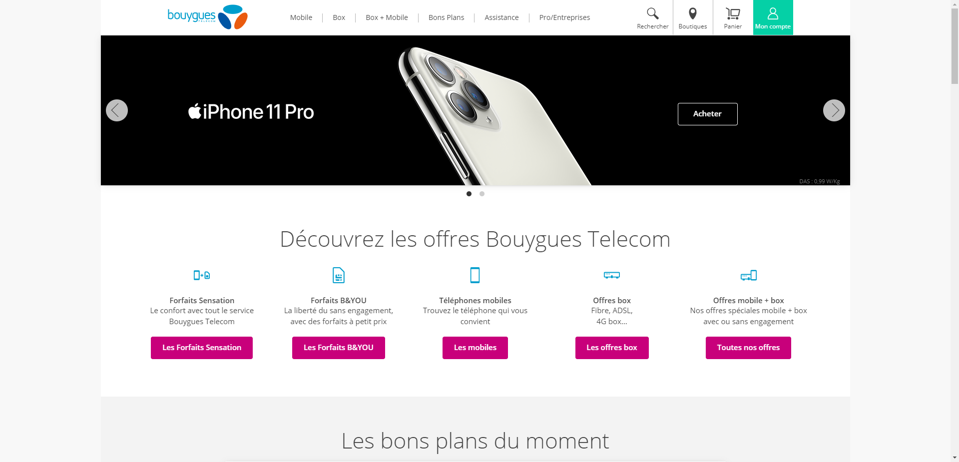 bouygues
TELECOM
Mobile
Box
Box + Mobile
Bons Plans
Assistance
Pro/Entreprises
Rechercher
Boutiques
Panier
Mon compte
iPhone 11 Pro
Acheter
DAS : 0,99 W/Kg
Découvrez les offres Bouygues Telecom
Forfaits Sensation
Le confort avec tout le service
Bouygues Telecom
Les Forfaits Sensation
Forfaits B&YOU
La liberté du sans engagement,
avec des forfaits à petit prix
Les Forfaits B&YOU
Téléphones mobiles
Trouvez le téléphone qui vous
convient
Les mobiles
Offres box
Fibre, ADSL,
4G box...
Les offres box
Offres mobile + box
Nos offres spéciales mobile + box
avec ou sans engagement
Toutes nos offres
Les bons plans du moment